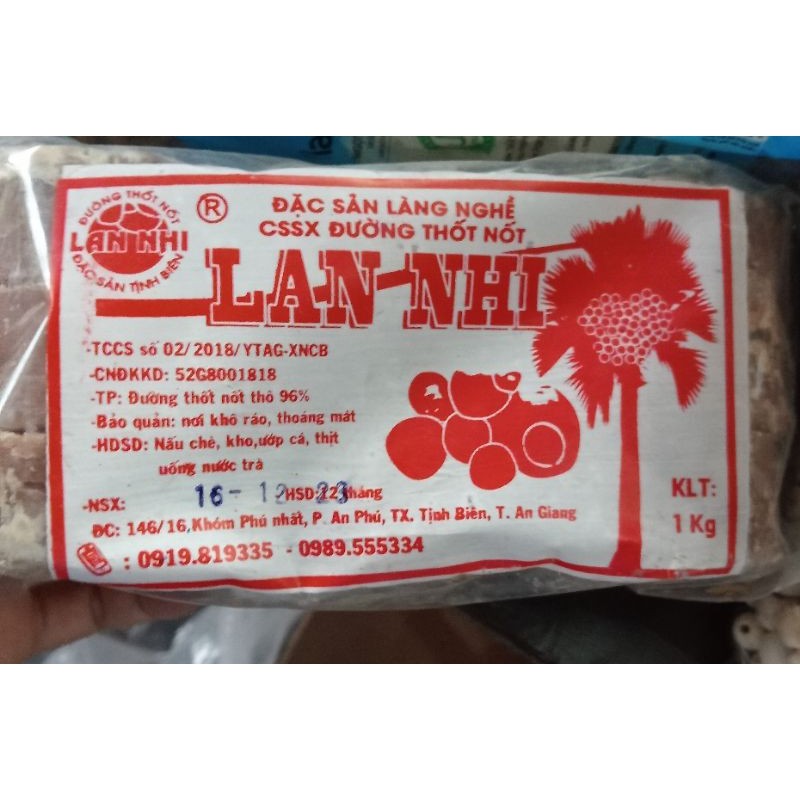 ĐƯỜNG THỐT NỐT
LAN NHI
ĐẶC SẢN TỊNH BIÊN
®
ĐẶC SẢN LÀNG NGHỀ
CSSX ĐƯỜNG THỐT NỐT
LAN NHI
-TCCS số 02/2018/YTAG-XNCB
-CNĐKKD: 52G8001818
-TP: Đường thốt nốt thô 96%
-Bảo quản: nơi khô ráo, thoáng mát
-HDSD: Nấu chè, kho,ướp cá, thịt
uống nước trà
-NSX: 16-12 23 HSD:12 tháng
ĐC: 146/16,Khóm Phú nhất, P. An Phú, TX. Tịnh Biên, T. An Giang
: 0919.819335 - 0989.555334
KLT:
1 Kg